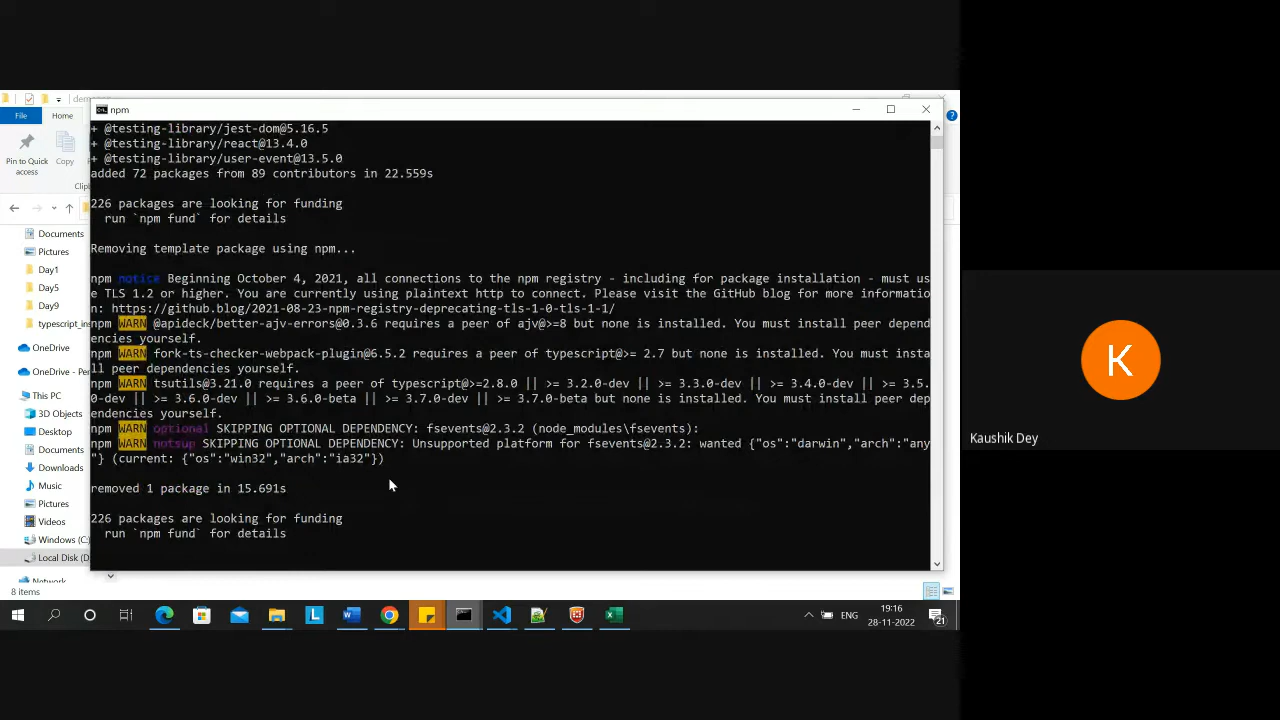 npm
File
Home
Pin to Quick
access
Copy
Documents
Pictures
Day1
Day5
Day9
OneDrive
OneDrive -
This PC
3D Objects
Desktop
Documents
Downloads
Music
Pictures
Videos
Windows (C:
Local Disk (D
Network
8 items
+ @testing-library/jest-dom@5.16.5
+ @testing-library/react@13.4.0
+ @testing-library/user-event@13.5.0
added 72 packages from 89 contributors in 22.559s
226 packages are looking for funding
run `npm fund` for details
Removing template package using npm...
npm notice Beginning October 4, 2021, all connections to the npm registry - including for package installation - must us
e TLS 1.2 or higher. You are currently using plaintext http to connect. Please visit the GitHub blog for more informatio
n: https://github.blog/2021-08-23-npm-registry-deprecating-tls-1-0-tls-1-1/
npm WARN @apideck/better-ajv-errors@0.3.6 requires a peer of ajv@>=8 but none is installed. You must install peer depend
encies yourself.
npm WARN fork-ts-checker-webpack-plugin@6.5.2 requires a peer of typescript@>= 2.7 but none is installed. You must insta
ll peer dependencies yourself.
npm WARN tsutils@3.21.0 requires a peer of typescript@>=2.8.0 || >= 3.2.0-dev || >= 3.3.0-dev || >= 3.4.0-dev || >= 3.5.
0-dev || >= 3.6.0-dev || >= 3.6.0-beta || >= 3.7.0-dev || >= 3.7.0-beta but none is installed. You must install peer dep
endencies yourself.
npm WARN optional SKIPPING OPTIONAL DEPENDENCY: fsevents@2.3.2 (node_modules\fsevents):
npm WARN notsup SKIPPING OPTIONAL DEPENDENCY: Unsupported platform for fsevents@2.3.2: wanted {"os":"darwin","arch":"any
"} (current: {"os":"win32","arch":"ia32"})
removed 1 package in 15.691s
226 packages are looking for funding
run `npm fund` for details
ENG
19:16
28-11-2022
21
K
Kaushik Dey